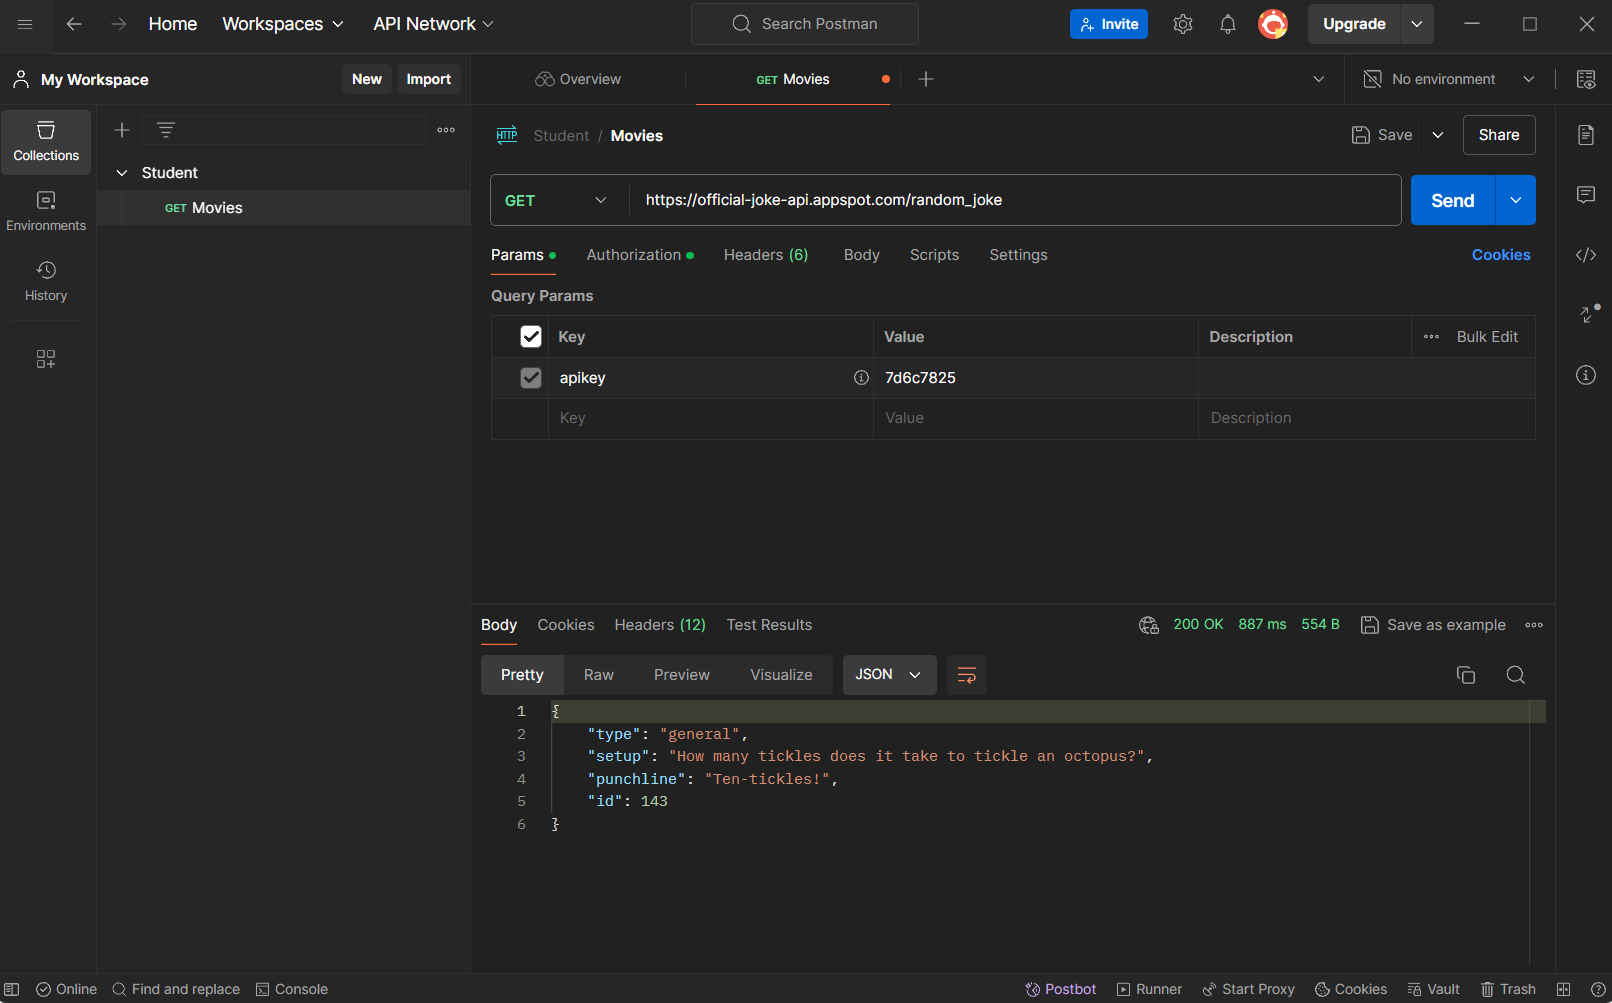 Home Workspaces API Network Search Postman Invite Upgrade
My Workspace New Import Overview GET Movies No environment
Collections
Environments
History
Student
GET Movies
HTTP Student / Movies Save Share
GET https://official-joke-api.appspot.com/random_joke Send
Params Authorization Headers (6) Body Scripts Settings Cookies
Query Params
Key Value Description Bulk Edit
apikey 7d6c7825
Key Value Description
Body Cookies Headers (12) Test Results 200 OK 887 ms 554 B Save as example
Pretty Raw Preview Visualize JSON
1 {
2 "type": "general",
3 "setup": "How many tickles does it take to tickle an octopus?",
4 "punchline": "Ten-tickles!",
5 "id": 143
6 }
Online Find and replace Console Postbot Runner Start Proxy Cookies Vault Trash